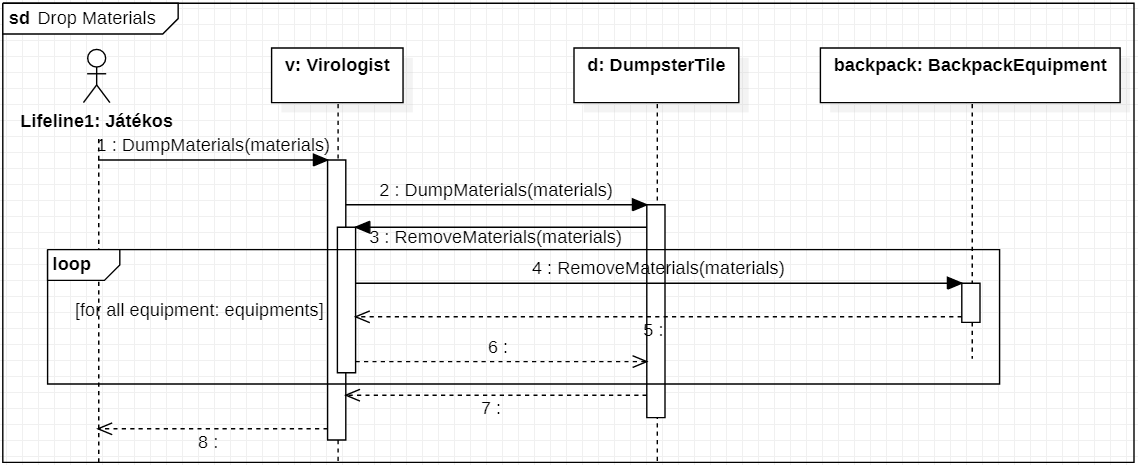 sd Drop Materials
v: Virologist
d: DumpsterTile
backpack: BackpackEquipment
Lifeline1: Játékos
1 : DumpMaterials(materials)
2 : DumpMaterials(materials)
3 : RemoveMaterials(materials)
loop
4 : RemoveMaterials(materials)
[for all equipment: equipments]
5 :
6 :
7 :
8 :